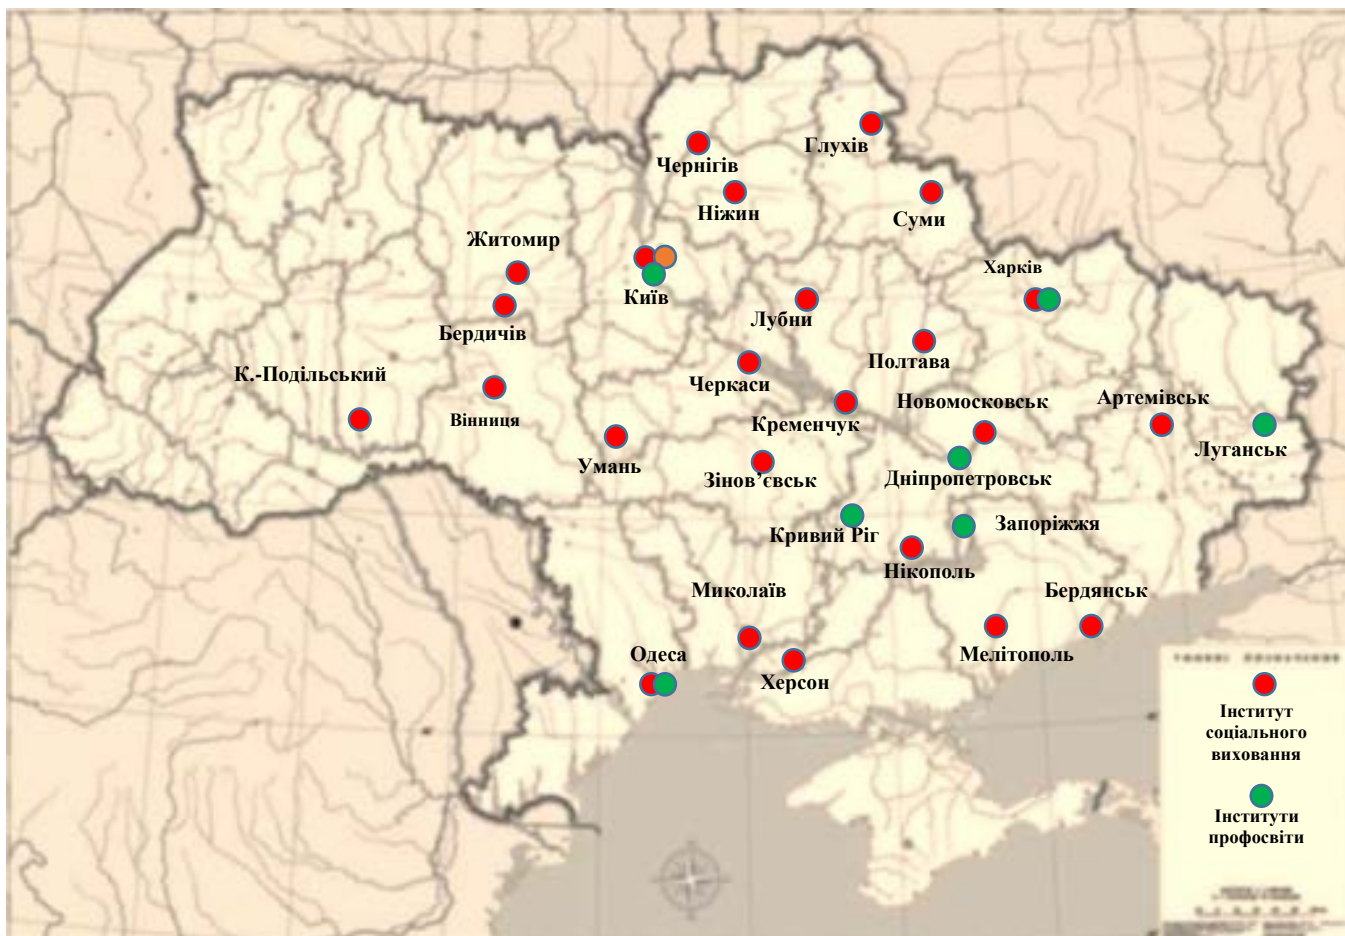 Глухів
Чернігів
Ніжин
Суми
Житомир
Харків
Київ
Лубни
Бердичів
Полтава
К.-Подільський
Черкаси
Новомосковськ
Артемівськ
Вінниця
Кременчук
Луганськ
Умань
Зінов’євськ
Дніпропетровськ
Кривий Ріг
Запоріжжя
Нікополь
Миколаїв
Бердянськ
Одеса
Мелітополь
Херсон
Інститут
соціального
виховання
Інститути
профосвіти